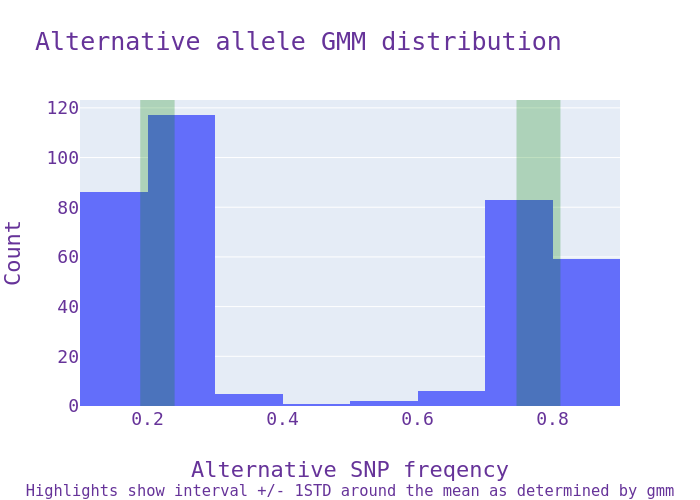 Alternative allele GMM distribution
120
100
80
60
40
20
0
Count
0.2
0.4
0.6
0.8
Alternative SNP freqency
Highlights show interval +/- 1STD around the mean as determined by gmm